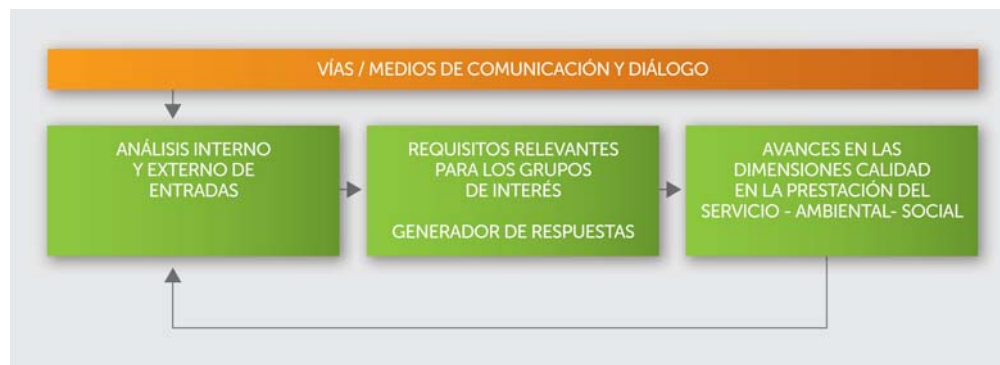 VÍAS / MEDIOS DE COMUNICACIÓN Y DIÁLOGO
ANÁLISIS INTERNO
Y EXTERNO DE
ENTRADAS
REQUISITOS RELEVANTES
PARA LOS GRUPOS
DE INTERÉS
GENERADOR DE RESPUESTAS
AVANCES EN LAS
DIMENSIONES CALIDAD
EN LA PRESTACIÓN DEL
SERVICIO - AMBIENTAL- SOCIAL